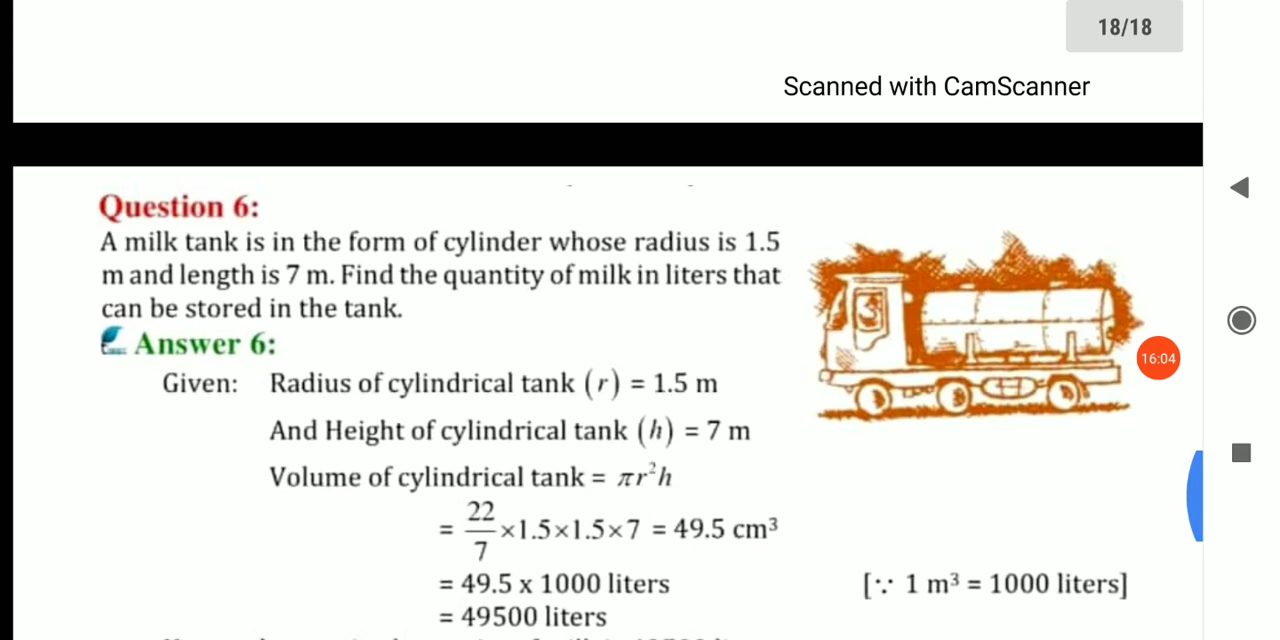 18/18
Scanned with CamScanner
Question 6:
A milk tank is in the form of cylinder whose radius is 1.5
m and length is 7 m. Find the quantity of milk in liters that
can be stored in the tank.
Answer 6:
Given: Radius of cylindrical tank (r) = 1.5 m
And Height of cylindrical tank (h) = 7 m
Volume of cylindrical tank = πr²h
= 22/7 ×1.5×1.5×7 = 49.5 cm³
= 49.5 x 1000 liters [∵ 1 m³ = 1000 liters]
= 49500 liters
16:04